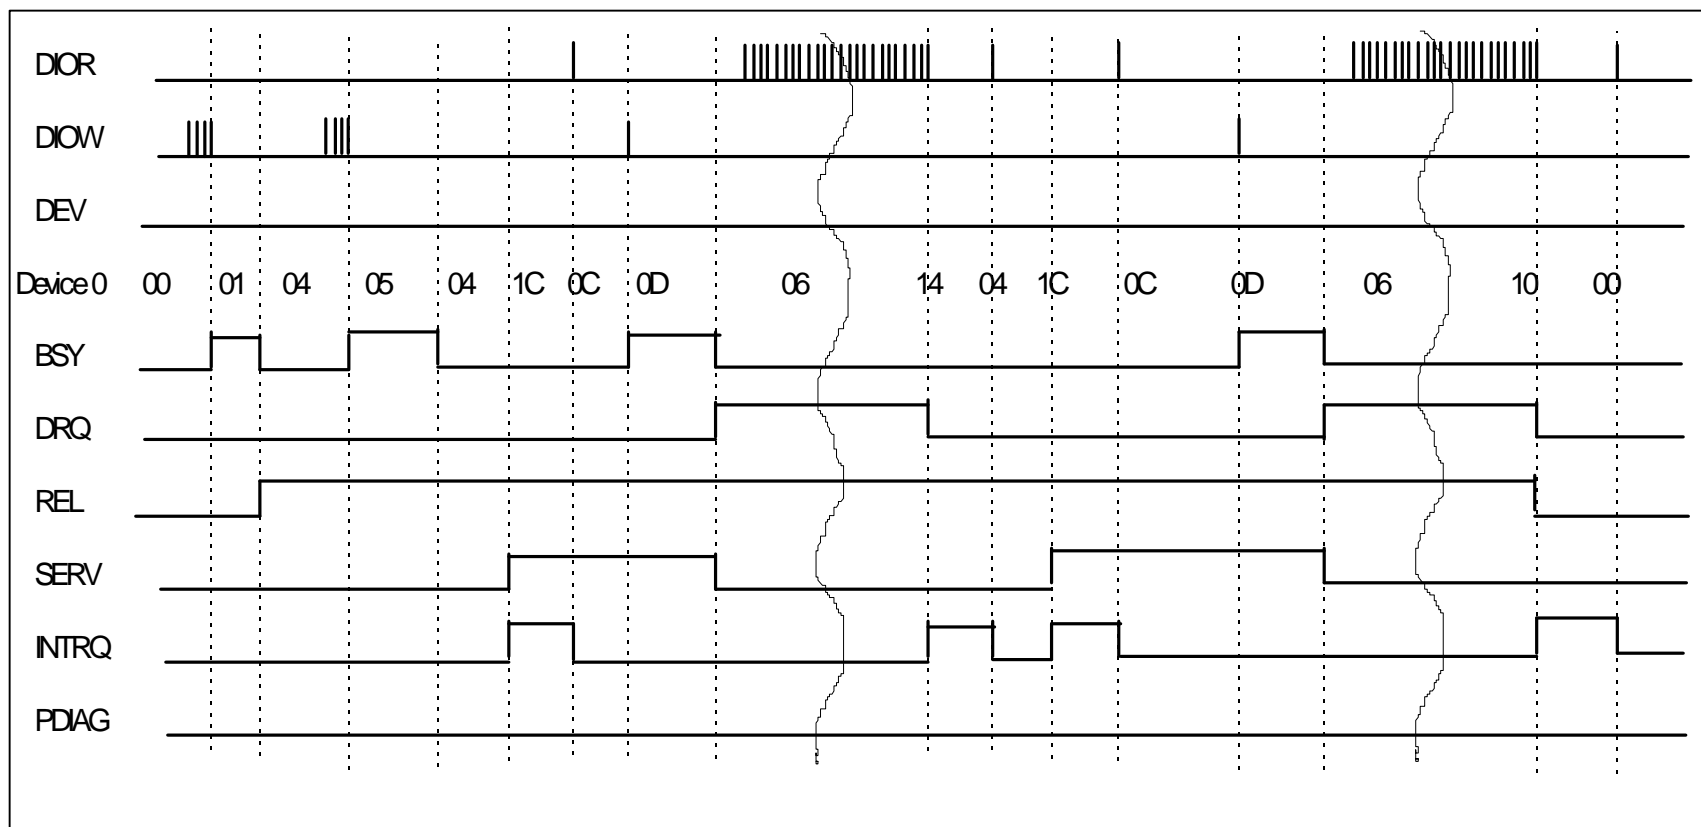 DIOR
DIOW
DEV
Device 0 00 01 04 05 04 1C 0C 0D 06 14 04 1C 0C 0D 06 10 00
BSY
DRQ
REL
SERV
INTRQ
PDIAG